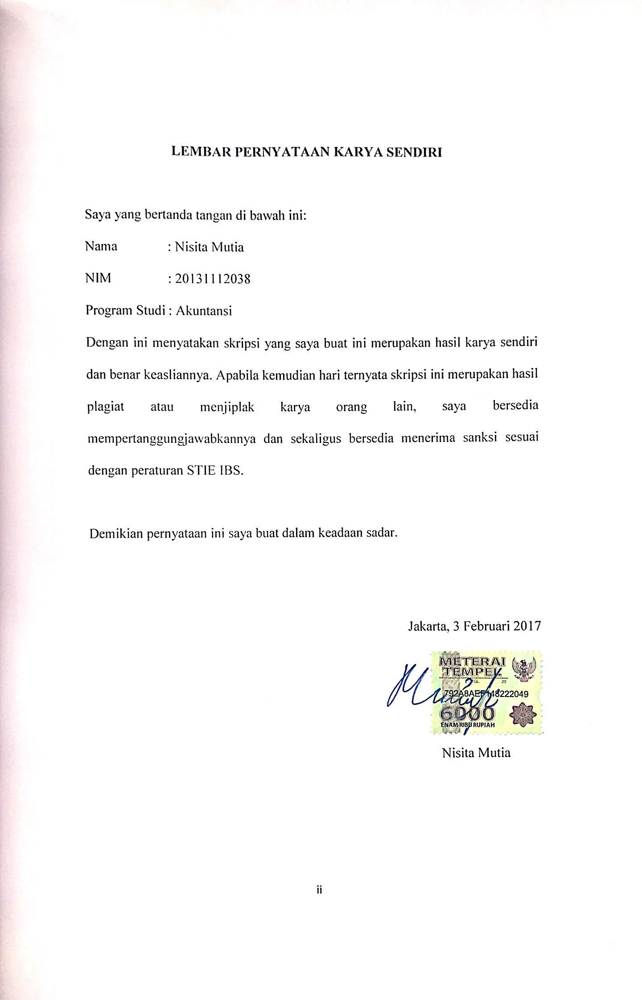 LEMBAR PERNYATAAN KARYA SENDIRI
Saya yang bertanda tangan di bawah ini:
Nama : Nisita Mutia
NIM : 20131112038
Program Studi : Akuntansi
Dengan ini menyatakan skripsi yang saya buat ini merupakan hasil karya sendiri
dan benar keasliannya. Apabila kemudian hari ternyata skripsi ini merupakan hasil
plagiat atau menjiplak karya orang lain, saya bersedia
mempertanggungjawabkannya dan sekaligus bersedia menerima sanksi sesuai
dengan peraturan STIE IBS.
Demikian pernyataan ini saya buat dalam keadaan sadar.
Jakarta, 3 Februari 2017
METERAI
TEMPEL
20
6000
ENAM RIBU RUPIAH
Nisita Mutia
ii